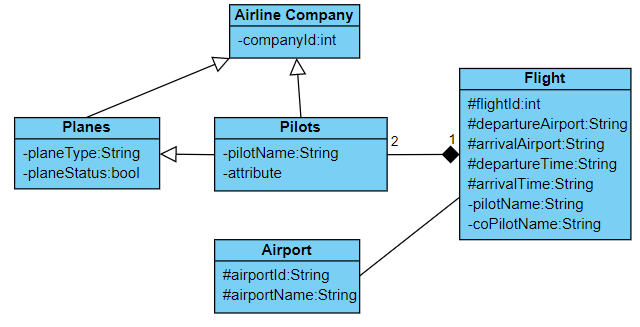 Airline Company
-companyId:int
Planes
-planeType:String
-planeStatus:bool
Pilots
-pilotName:String
-attribute
2
1
Flight
#flightId:int
#departureAirport:String
#arrivalAirport:String
#departureTime:String
#arrivalTime:String
-pilotName:String
-coPilotName:String
Airport
#airportId:String
#airportName:String